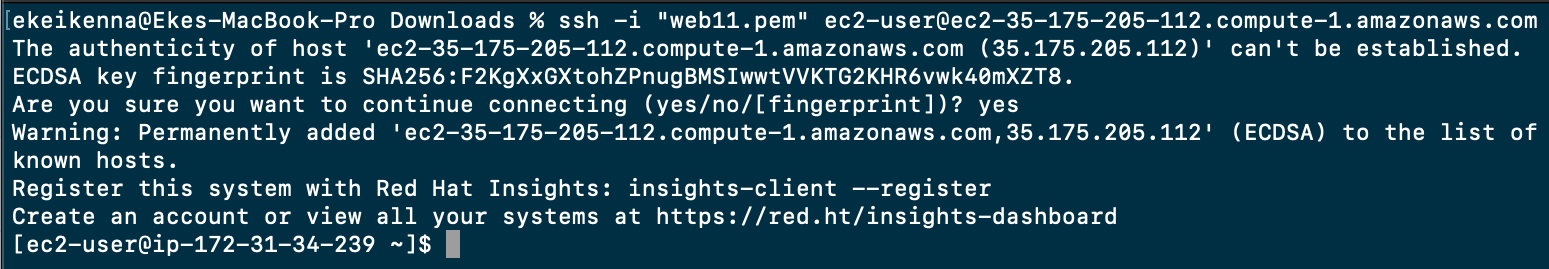 [ekeikenna@Ekes-MacBook-Pro Downloads % ssh -i "web11.pem" ec2-user@ec2-35-175-205-112.compute-1.amazonaws.com
The authenticity of host 'ec2-35-175-205-112.compute-1.amazonaws.com (35.175.205.112)' can't be established.
ECDSA key fingerprint is SHA256:F2KgXxGXtohZPnugBMSIwwtVVKTG2KHR6vwk40mXZT8.
Are you sure you want to continue connecting (yes/no/[fingerprint])? yes
Warning: Permanently added 'ec2-35-175-205-112.compute-1.amazonaws.com,35.175.205.112' (ECDSA) to the list of
known hosts.
Register this system with Red Hat Insights: insights-client --register
Create an account or view all your systems at https://red.ht/insights-dashboard
[ec2-user@ip-172-31-34-239 ~]$